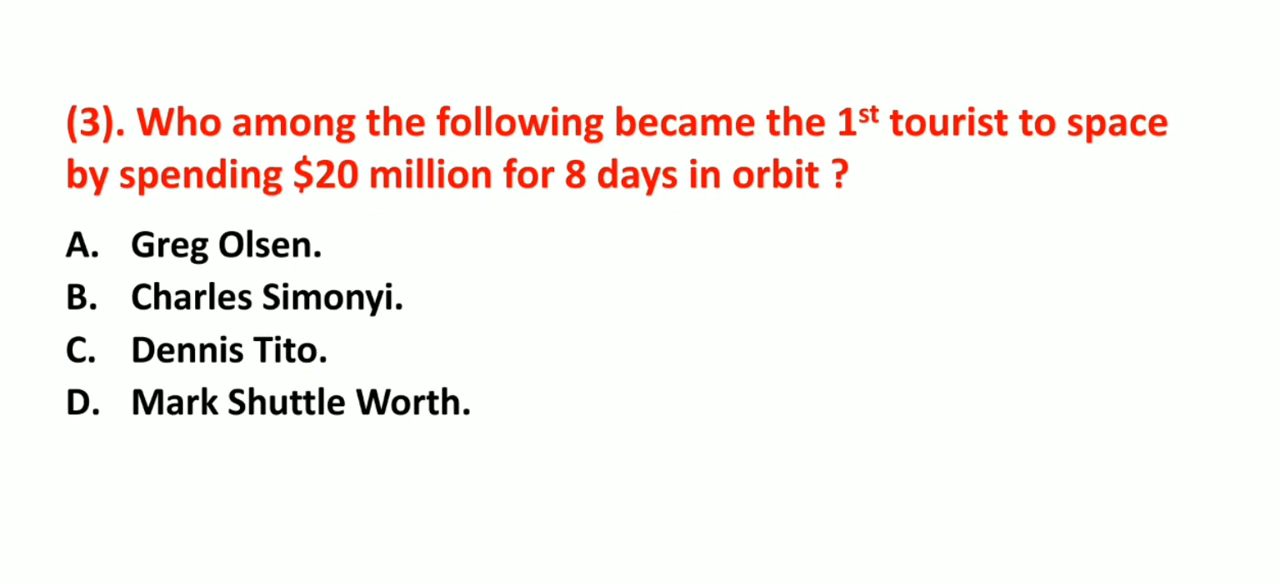 (3). Who among the following became the 1st tourist to space
by spending $20 million for 8 days in orbit ?
A. Greg Olsen.
B. Charles Simonyi.
C. Dennis Tito.
D. Mark Shuttle Worth.